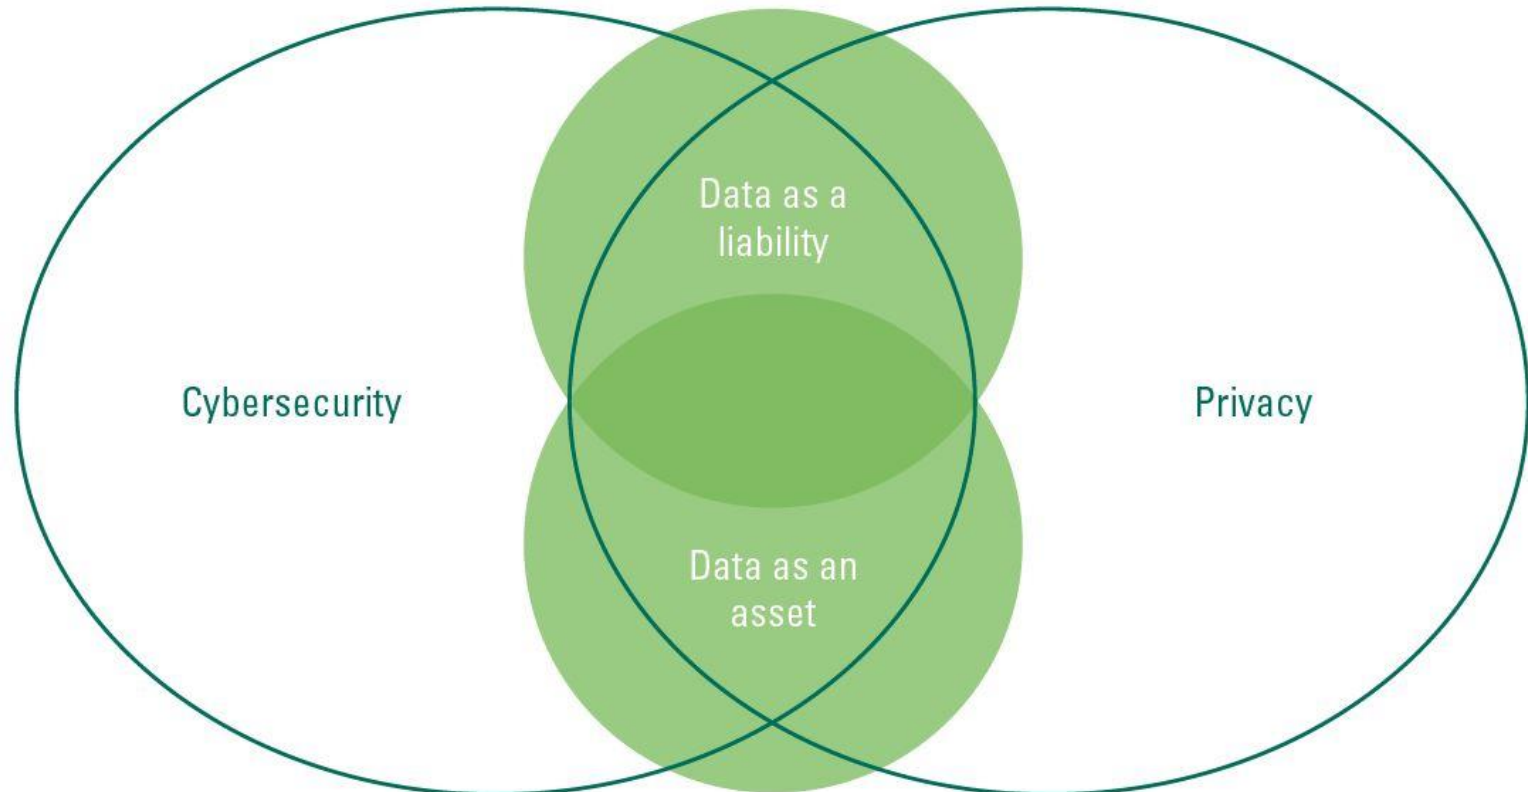 Data as a
liability
Cybersecurity
Privacy
Data as an
asset